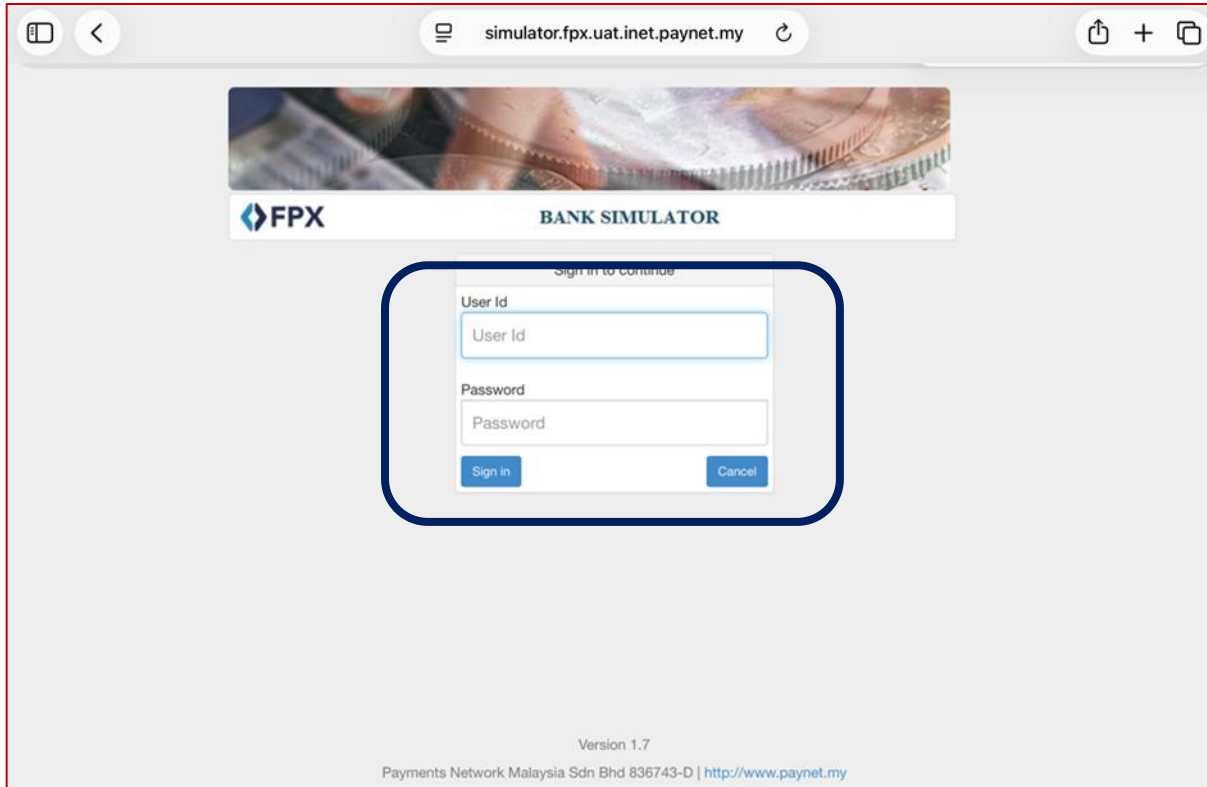 simulator.fpx.uat.inet.paynet.my
FPX BANK SIMULATOR
Sign in to continue
User Id
User Id
Password
Password
Sign in Cancel
Version 1.7
Payments Network Malaysia Sdn Bhd 836743-D | http://www.paynet.my